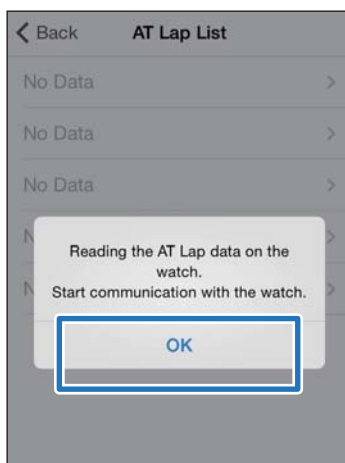 Back AT Lap List
No Data
No Data
No Data
N
Reading the AT Lap data on the
watch.
N
Start communication with the watch.
OK